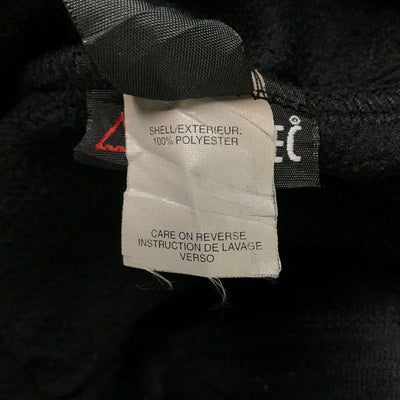 SHELL/EXTERIEUR.
100% POLYESTER
CARE ON REVERSE
INSTRUCTION DE LAVAGE
VERSO